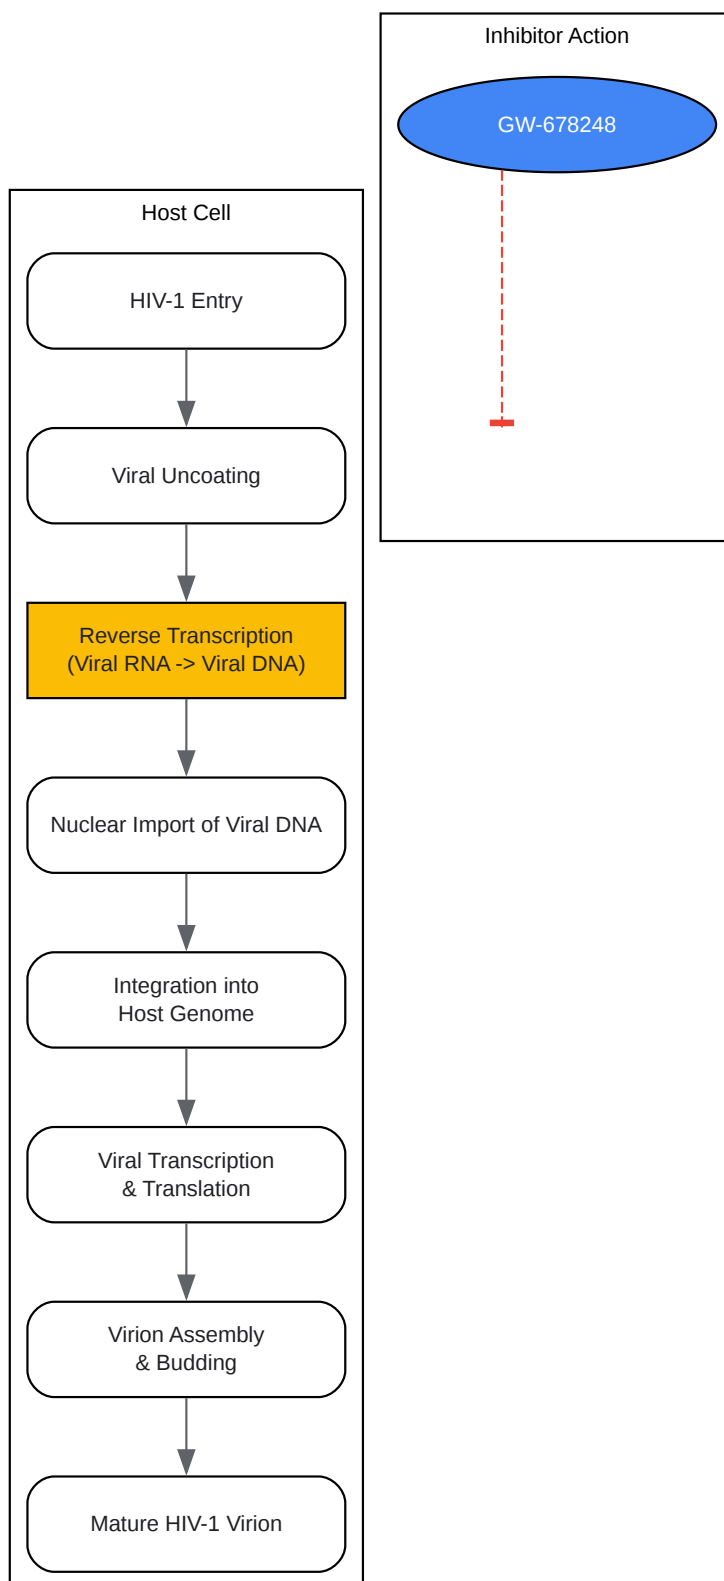 Inhibitor Action
GW-678248
Host Cell
HIV-1 Entry
Viral Uncoating
Reverse Transcription
(Viral RNA -> Viral DNA)
Nuclear Import of Viral DNA
Integration into
Host Genome
Viral Transcription
& Translation
Virion Assembly
& Budding
Mature HIV-1 Virion